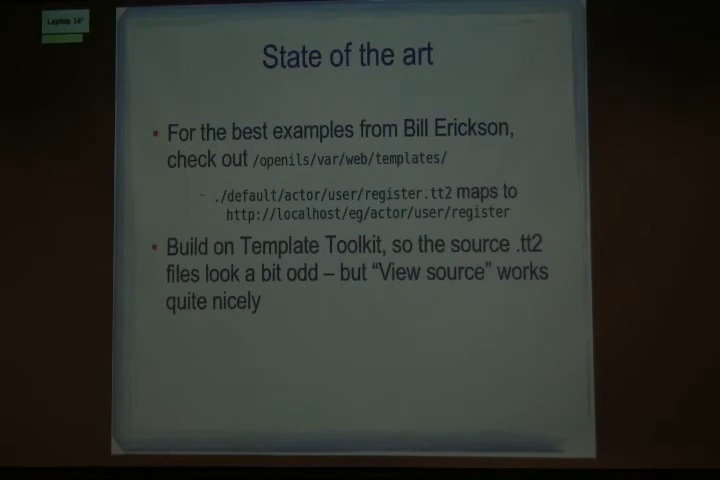 Laptop 16"
State of the art
For the best examples from Bill Erickson,
check out /openils/var/web/templates/
./default/actor/user/register.tt2 maps to
http://localhost/eg/actor/user/register
Build on Template Toolkit, so the source .tt2
files look a bit odd – but “View source” works
quite nicely